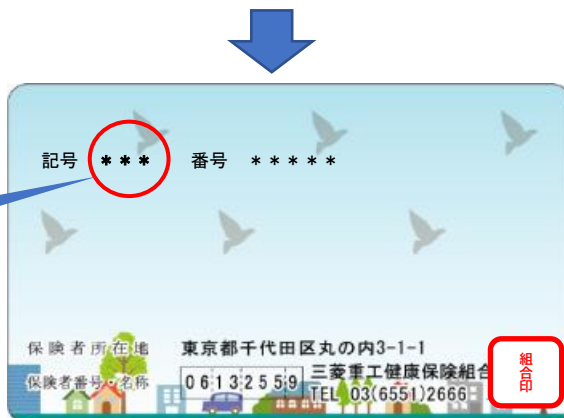 記号 *** 番号 *****
保険者所在地 東京都千代田区丸の内3-1-1
保険者番号・名称 06132559 三菱重工健康保険組合
TEL 03(6551)2666
組合印